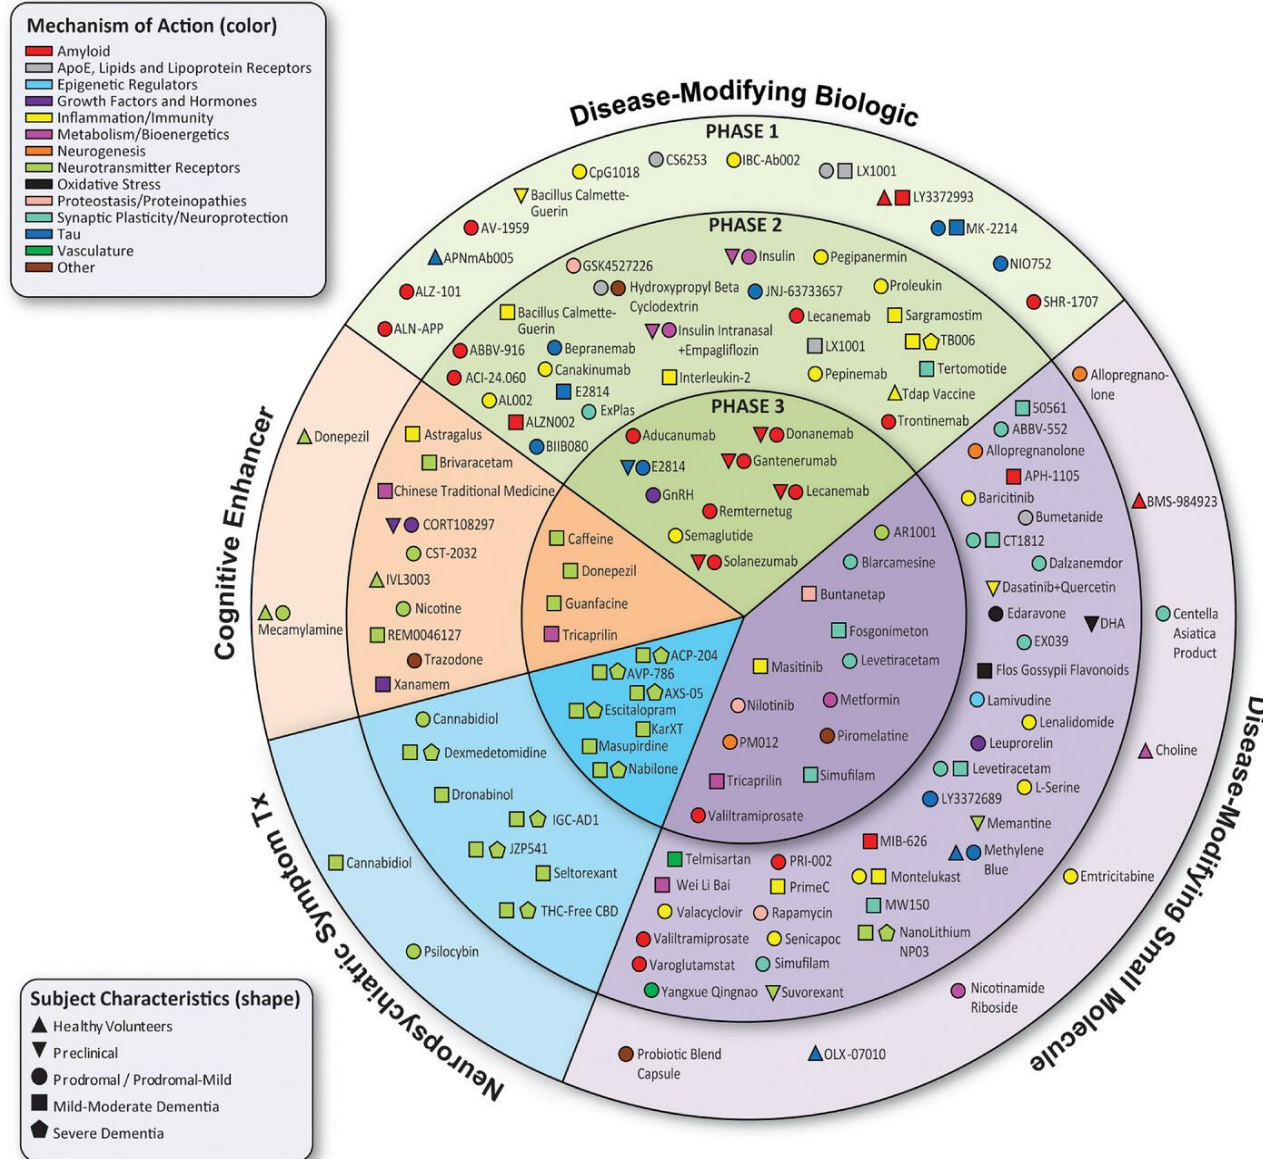 Mechanism of Action (color)
Amyloid
ApoE, Lipids and Lipoprotein Receptors
Epigenetic Regulators
Growth Factors and Hormones
Inflammation/Immunity
Metabolism/Bioenergetics
Neurogenesis
Neurotransmitter Receptors
Oxidative Stress
Proteostasis/Proteinopathies
Synaptic Plasticity/Neuroprotection
Tau
Vasculature
Other
Disease-Modifying Biologic
PHASE 1
CpG1018
CS6253
IBC-Ab002
LX1001
Bacillus Calmette-
Guerin
LY3372993
AV-1959
MK-2214
APNmAb005
NIO752
ALZ-101
SHR-1707
ALN-APP
PHASE 2
GSK4527226
Insulin
Pegipanermin
Hydroxypropyl Beta
Cyclodextrin
JNJ-63733657
Proleukin
Bacillus Calmette-
Guerin
Lecanemab
Sargramostim
Insulin Intranasal
+Empagliflozin
ABBV-916
Bepranemab
LX1001
TB006
Canakinumab
Tertomotide
ACI-24.060
Interleukin-2
Pepinemab
E2814
AL002
Tdap Vaccine
ExPlas
ALZN002
Trontinemab
BIIB080
PHASE 3
Aducanumab
Donanemab
E2814
Gantenerumab
GnRH
Lecanemab
Remternetug
Semaglutide
Solanezumab
Cognitive Enhancer
Donepezil
Mecamylamine
Astragalus
Brivaracetam
Chinese Traditional Medicine
CORT108297
CST-2032
IVL3003
Nicotine
REM0046127
Trazodone
Xanamem
Caffeine
Donepezil
Guanfacine
Tricaprilin
Neuropsychiatric Symptom Tx
ACP-204
AVP-786
AXS-05
Escitalopram
KarXT
Masupirdine
Nabilone
Cannabidiol
Dexmedetomidine
Dronabinol
IGC-AD1
JZP541
Seltorexant
THC-Free CBD
Cannabidiol
Psilocybin
Disease-Modifying Small Molecule
AR1001
Blarcamesine
Buntanetap
Fosgonimeton
Levetiracetam
Masitinib
Metformin
Nilotinib
Piromelatine
PM012
Simufilam
Tricaprilin
Valiltramiprosate
50561
ABBV-552
Allopregnanolone
APH-1105
Baricitinib
Bumetanide
CT1812
Dalzanemdor
Dasatinib+Quercetin
Edaravone
DHA
EX039
Flos Gossypii Flavonoids
Lamivudine
Lenalidomide
Leuprorelin
Levetiracetam
L-Serine
LY3372689
Memantine
MIB-626
Methylene
Blue
Montelukast
MW150
NanoLithium
NP03
Telmisartan
PRI-002
Wei Li Bai
PrimeC
Valacyclovir
Rapamycin
Valiltramiprosate
Senicapoc
Varoglutamstat
Simufilam
Yangxue Qingnao
Suvorexant
Allopregnano-
lone
BMS-984923
Centella
Asiatica
Product
Choline
Emtricitabine
Nicotinamide
Riboside
OLX-07010
Probiotic Blend
Capsule
Subject Characteristics (shape)
Healthy Volunteers
Preclinical
Prodromal / Prodromal-Mild
Mild-Moderate Dementia
Severe Dementia